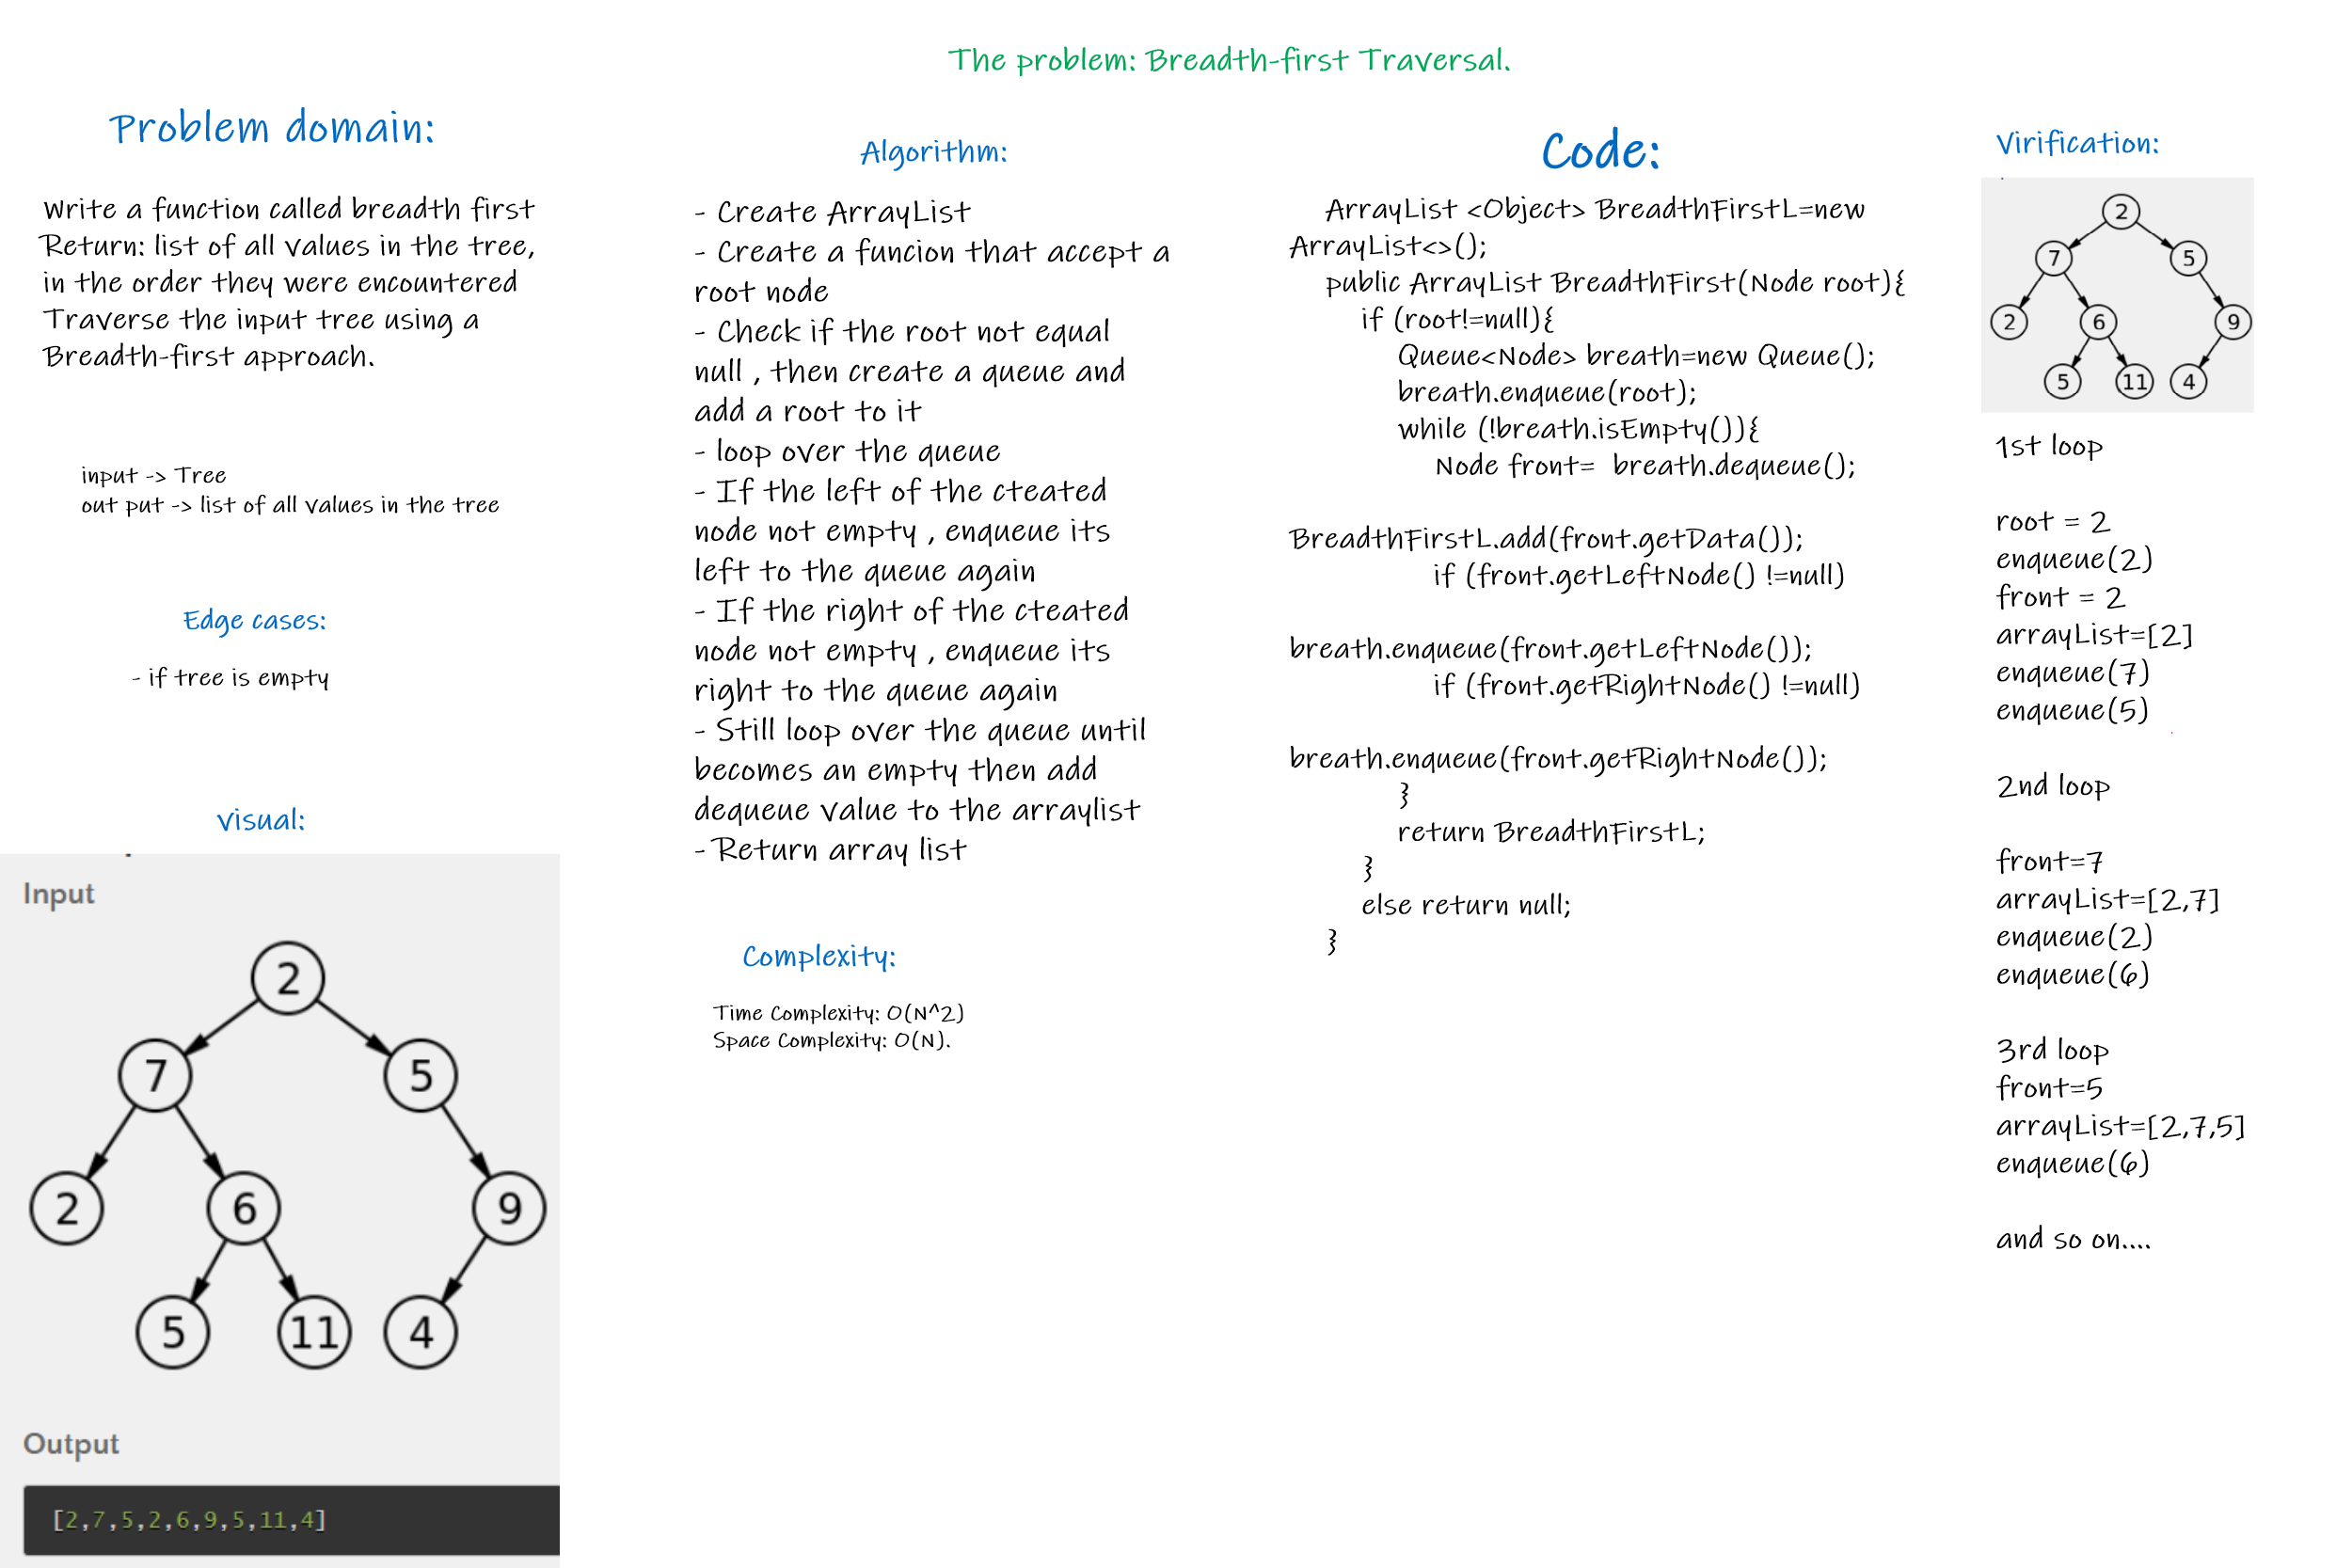 The problem: Breadth-first Traversal.
Problem domain:
Write a function called breadth first
Return: list of all values in the tree,
in the order they were encountered
Traverse the input tree using a
Breadth-first approach.
input -> Tree
out put -> list of all values in the tree
Edge cases:
- if tree is empty
visual:
Input
2
7
5
2
6
9
5
11
4
Output
[2,7,5,2,6,9,5,11,4]
Algorithm:
- Create ArrayList
- Create a funcion that accept a
root node
- Check if the root not equal
null , then create a queue and
add a root to it
- loop over the queue
- If the left of the cteated
node not empty , enqueue its
left to the queue again
- If the right of the cteated
node not empty , enqueue its
right to the queue again
- Still loop over the queue until
becomes an empty then add
dequeue value to the arraylist
- Return array list
Complexity:
Time Complexity: O(N^2)
Space Complexity: O(N).
Code:
ArrayList <Object> BreadthFirstL=new
ArrayList<>();
public ArrayList BreadthFirst(Node root){
if (root!=null){
Queue<Node> breath=new Queue();
breath.enqueue(root);
while (!breath.isEmpty()){
Node front=  breath.dequeue();
BreadthFirstL.add(front.getData());
if (front.getLeftNode() !=null)
breath.enqueue(front.getLeftNode());
if (front.getRightNode() !=null)
breath.enqueue(front.getRightNode());
}
return BreadthFirstL;
}
else return null;
}
Virification:
2
7
5
2
6
9
5
11
4
1st loop
root = 2
enqueue(2)
front = 2
arrayList=[2]
enqueue(7)
enqueue(5)
2nd loop
front=7
arrayList=[2,7]
enqueue(2)
enqueue(6)
3rd loop
front=5
arrayList=[2,7,5]
enqueue(6)
and so on....